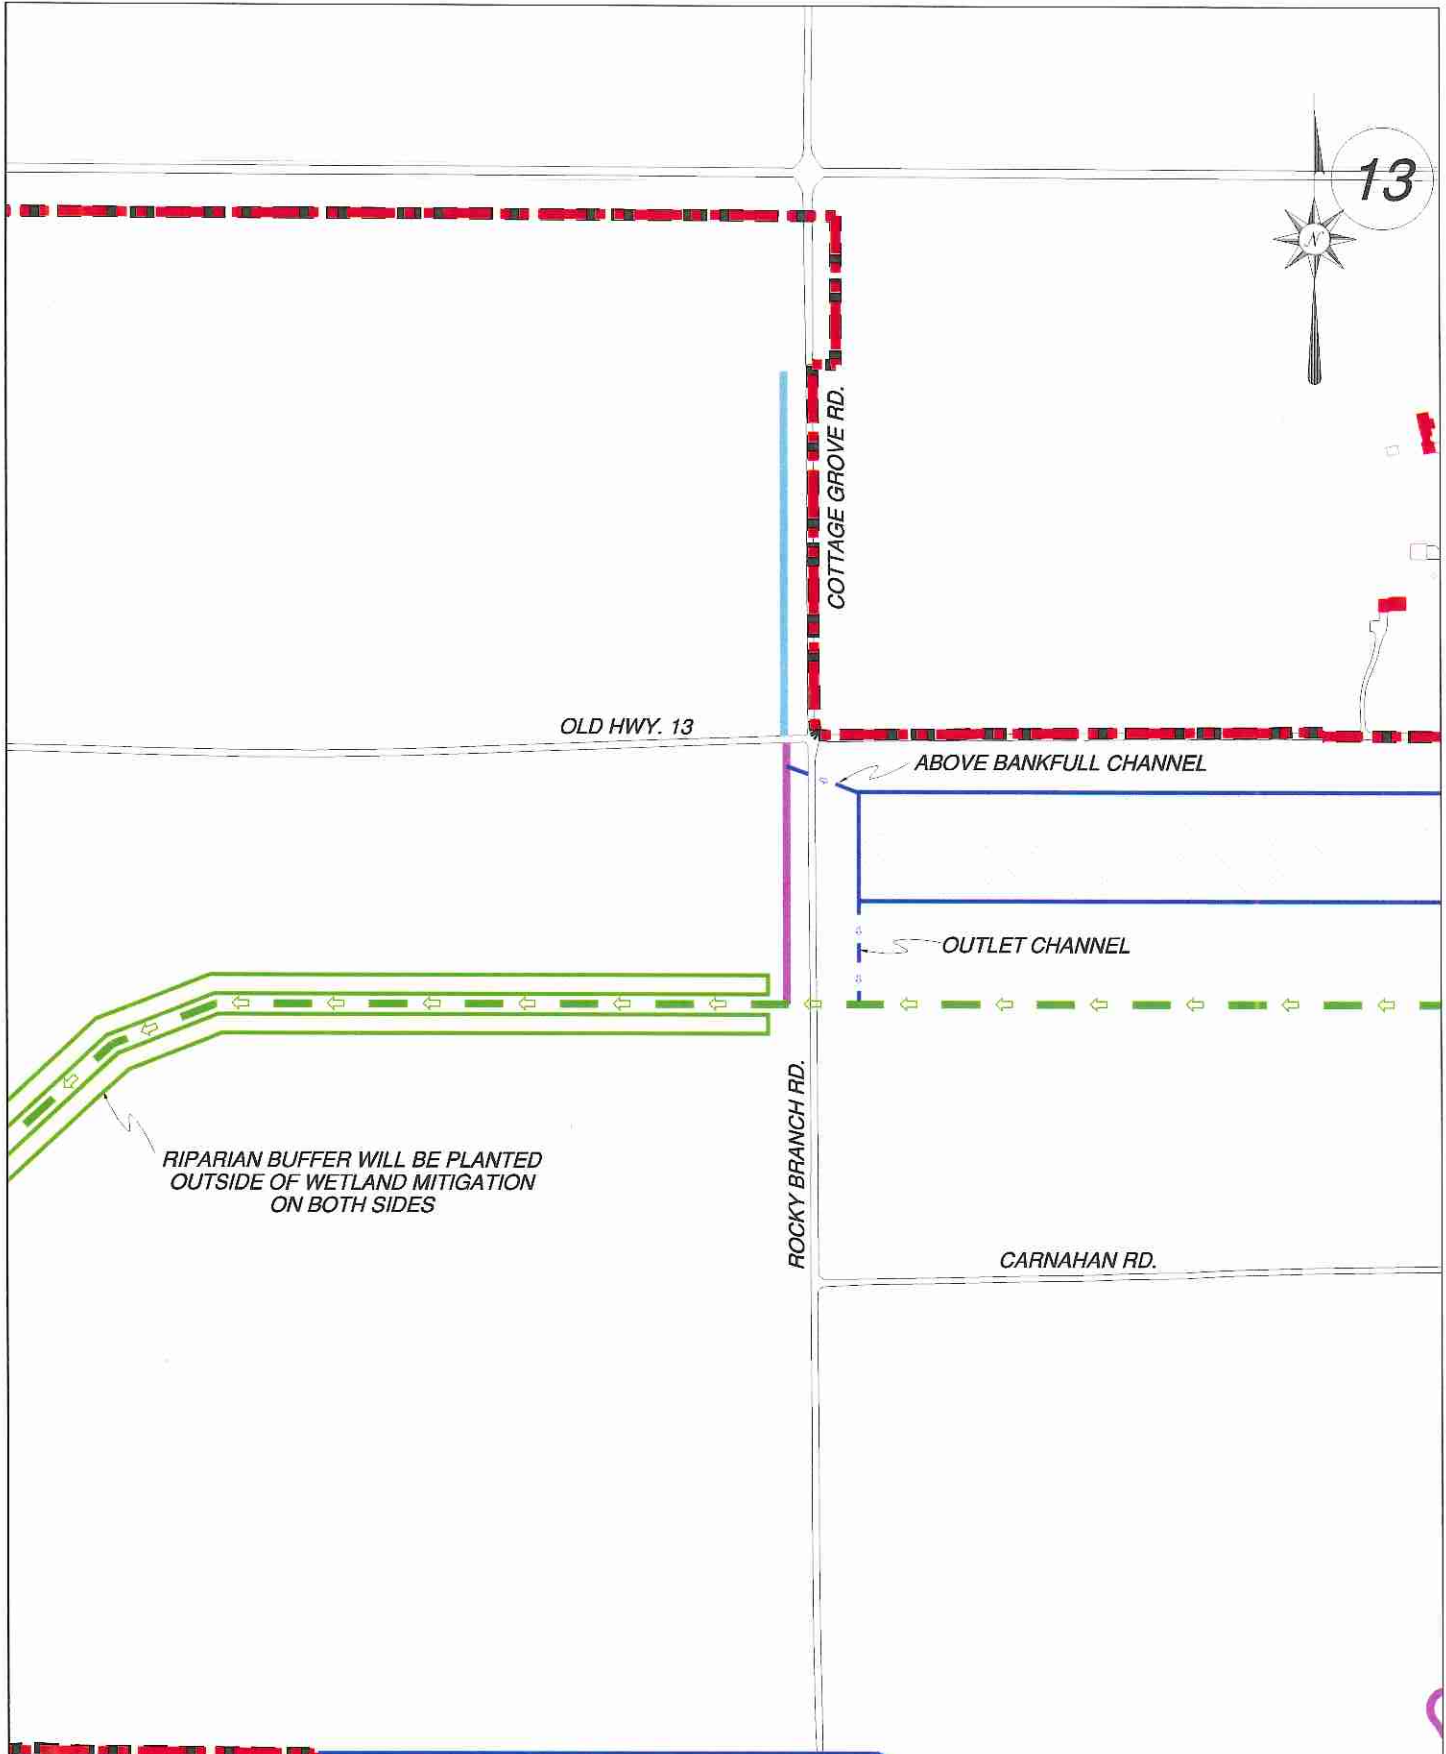 13
N
COTTAGE GROVE RD.
OLD HWY. 13
ABOVE BANKFULL CHANNEL
OUTLET CHANNEL
ROCKY BRANCH RD.
RIPARIAN BUFFER WILL BE PLANTED
OUTSIDE OF WETLAND MITIGATION
ON BOTH SIDES
CARNAHAN RD.